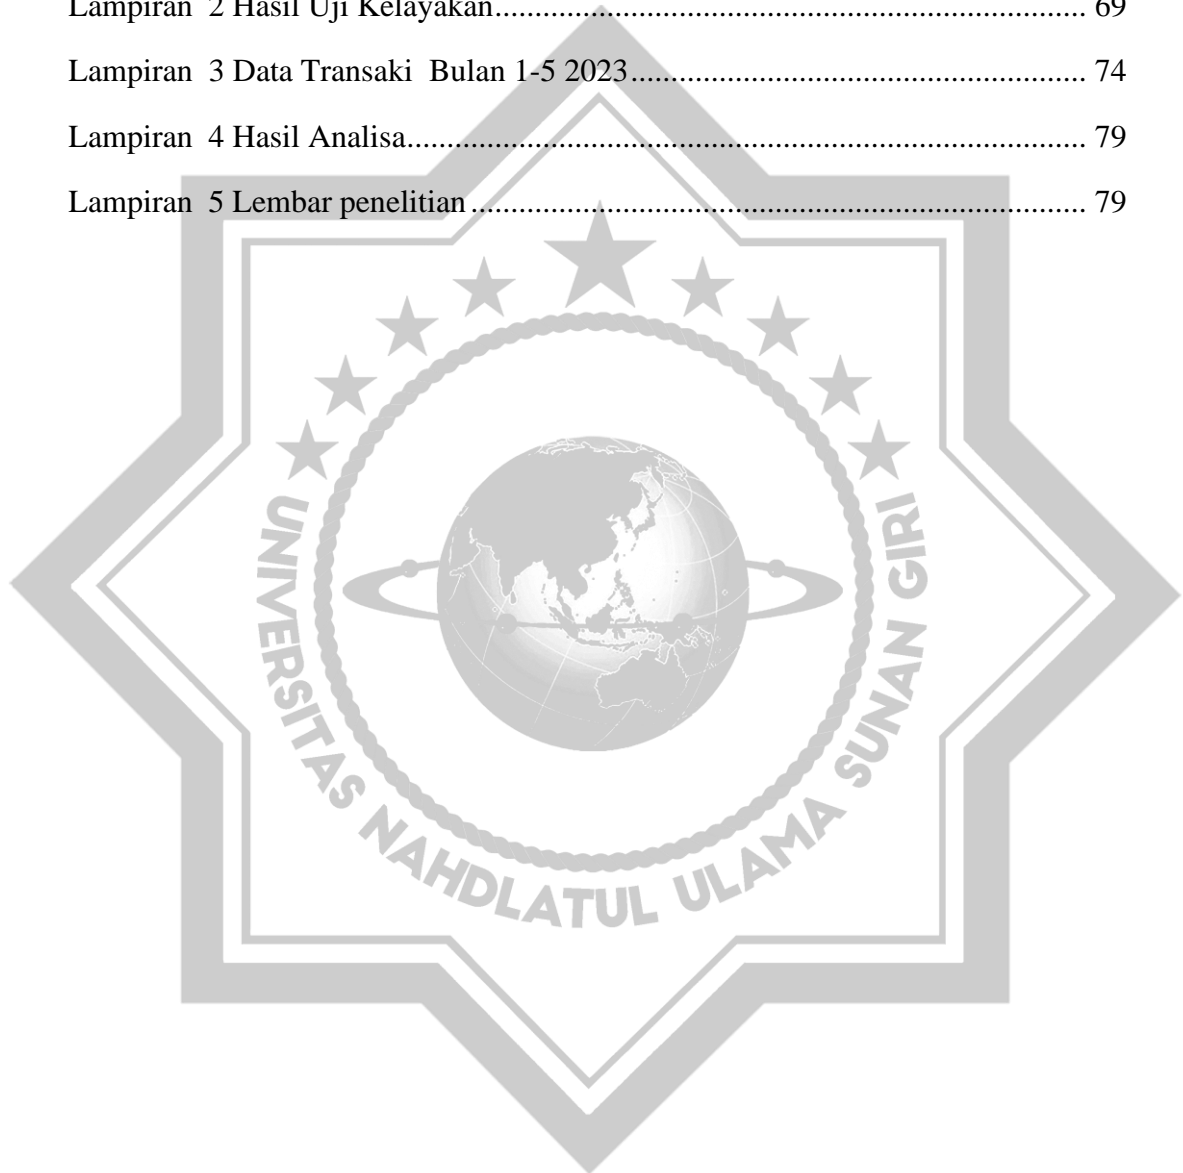 Lampiran  2 Hasil Uji Kelayakan.......................................................................... 69
Lampiran  3 Data Transaki  Bulan 1-5 2023......................................................... 74
Lampiran  4 Hasil Analisa..................................................................................... 79
Lampiran  5 Lembar penelitian ............................................................................. 79
UNIVERSITAS NAHDLATUL ULAMA SUNAN GIRI